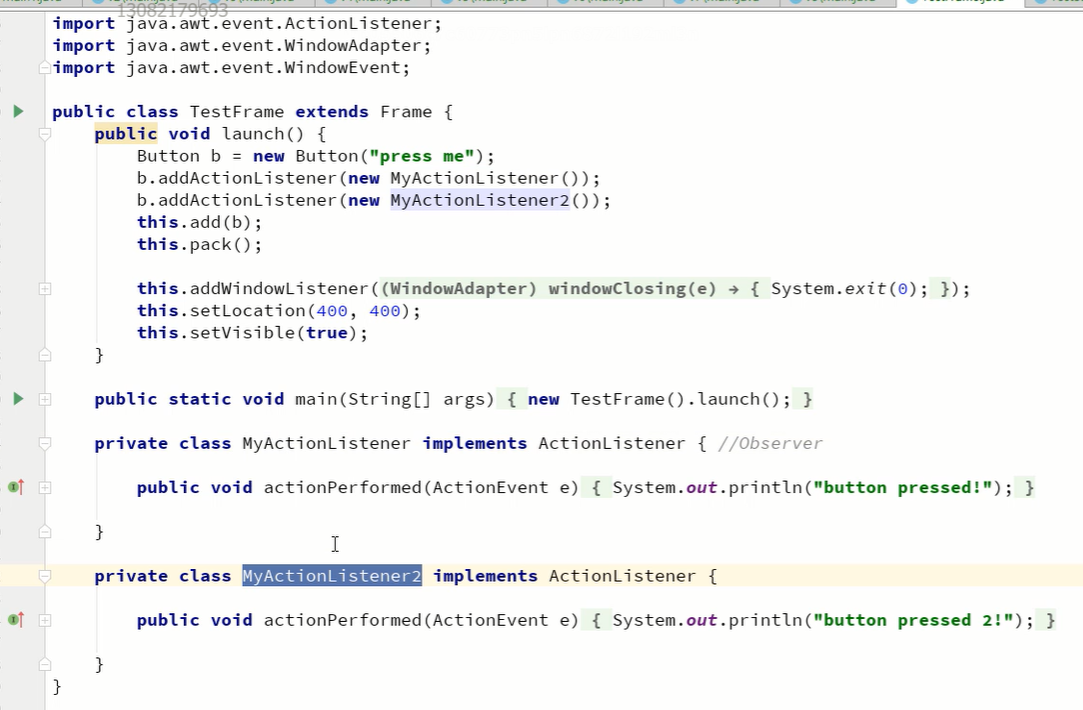 13082179693
import java.awt.event.ActionListener;
import java.awt.event.WindowAdapter;
import java.awt.event.WindowEvent;
public class TestFrame extends Frame {
public void launch() {
Button b = new Button("press me");
b.addActionListener(new MyActionListener());
b.addActionListener(new MyActionListener2());
this.add(b);
this.pack();
this.addWindowListener((WindowAdapter) windowClosing(e) → { System.exit(0); });
this.setLocation(400, 400);
this.setVisible(true);
}
public static void main(String[] args) { new TestFrame().launch(); }
private class MyActionListener implements ActionListener { //Observer
public void actionPerformed(ActionEvent e) { System.out.println("button pressed!"); }
}
private class MyActionListener2 implements ActionListener {
public void actionPerformed(ActionEvent e) { System.out.println("button pressed 2!"); }
}
}